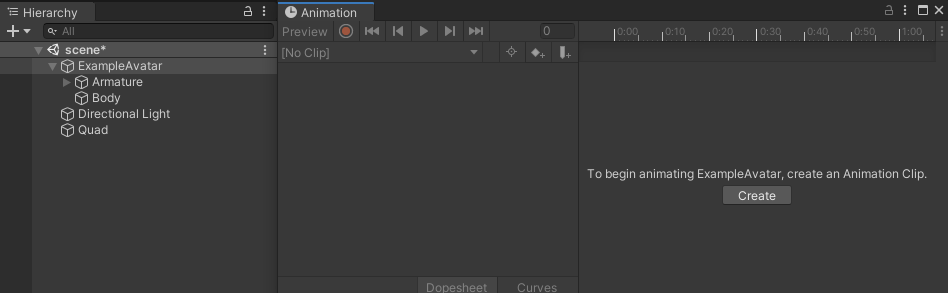 Hierarchy
All
scene*
ExampleAvatar
Armature
Body
Directional Light
Quad
Animation
Preview
0
[No Clip]
0:00 0:10 0:20 0:30 0:40 0:50 1:00
To begin animating ExampleAvatar, create an Animation Clip.
Create
Dopesheet Curves